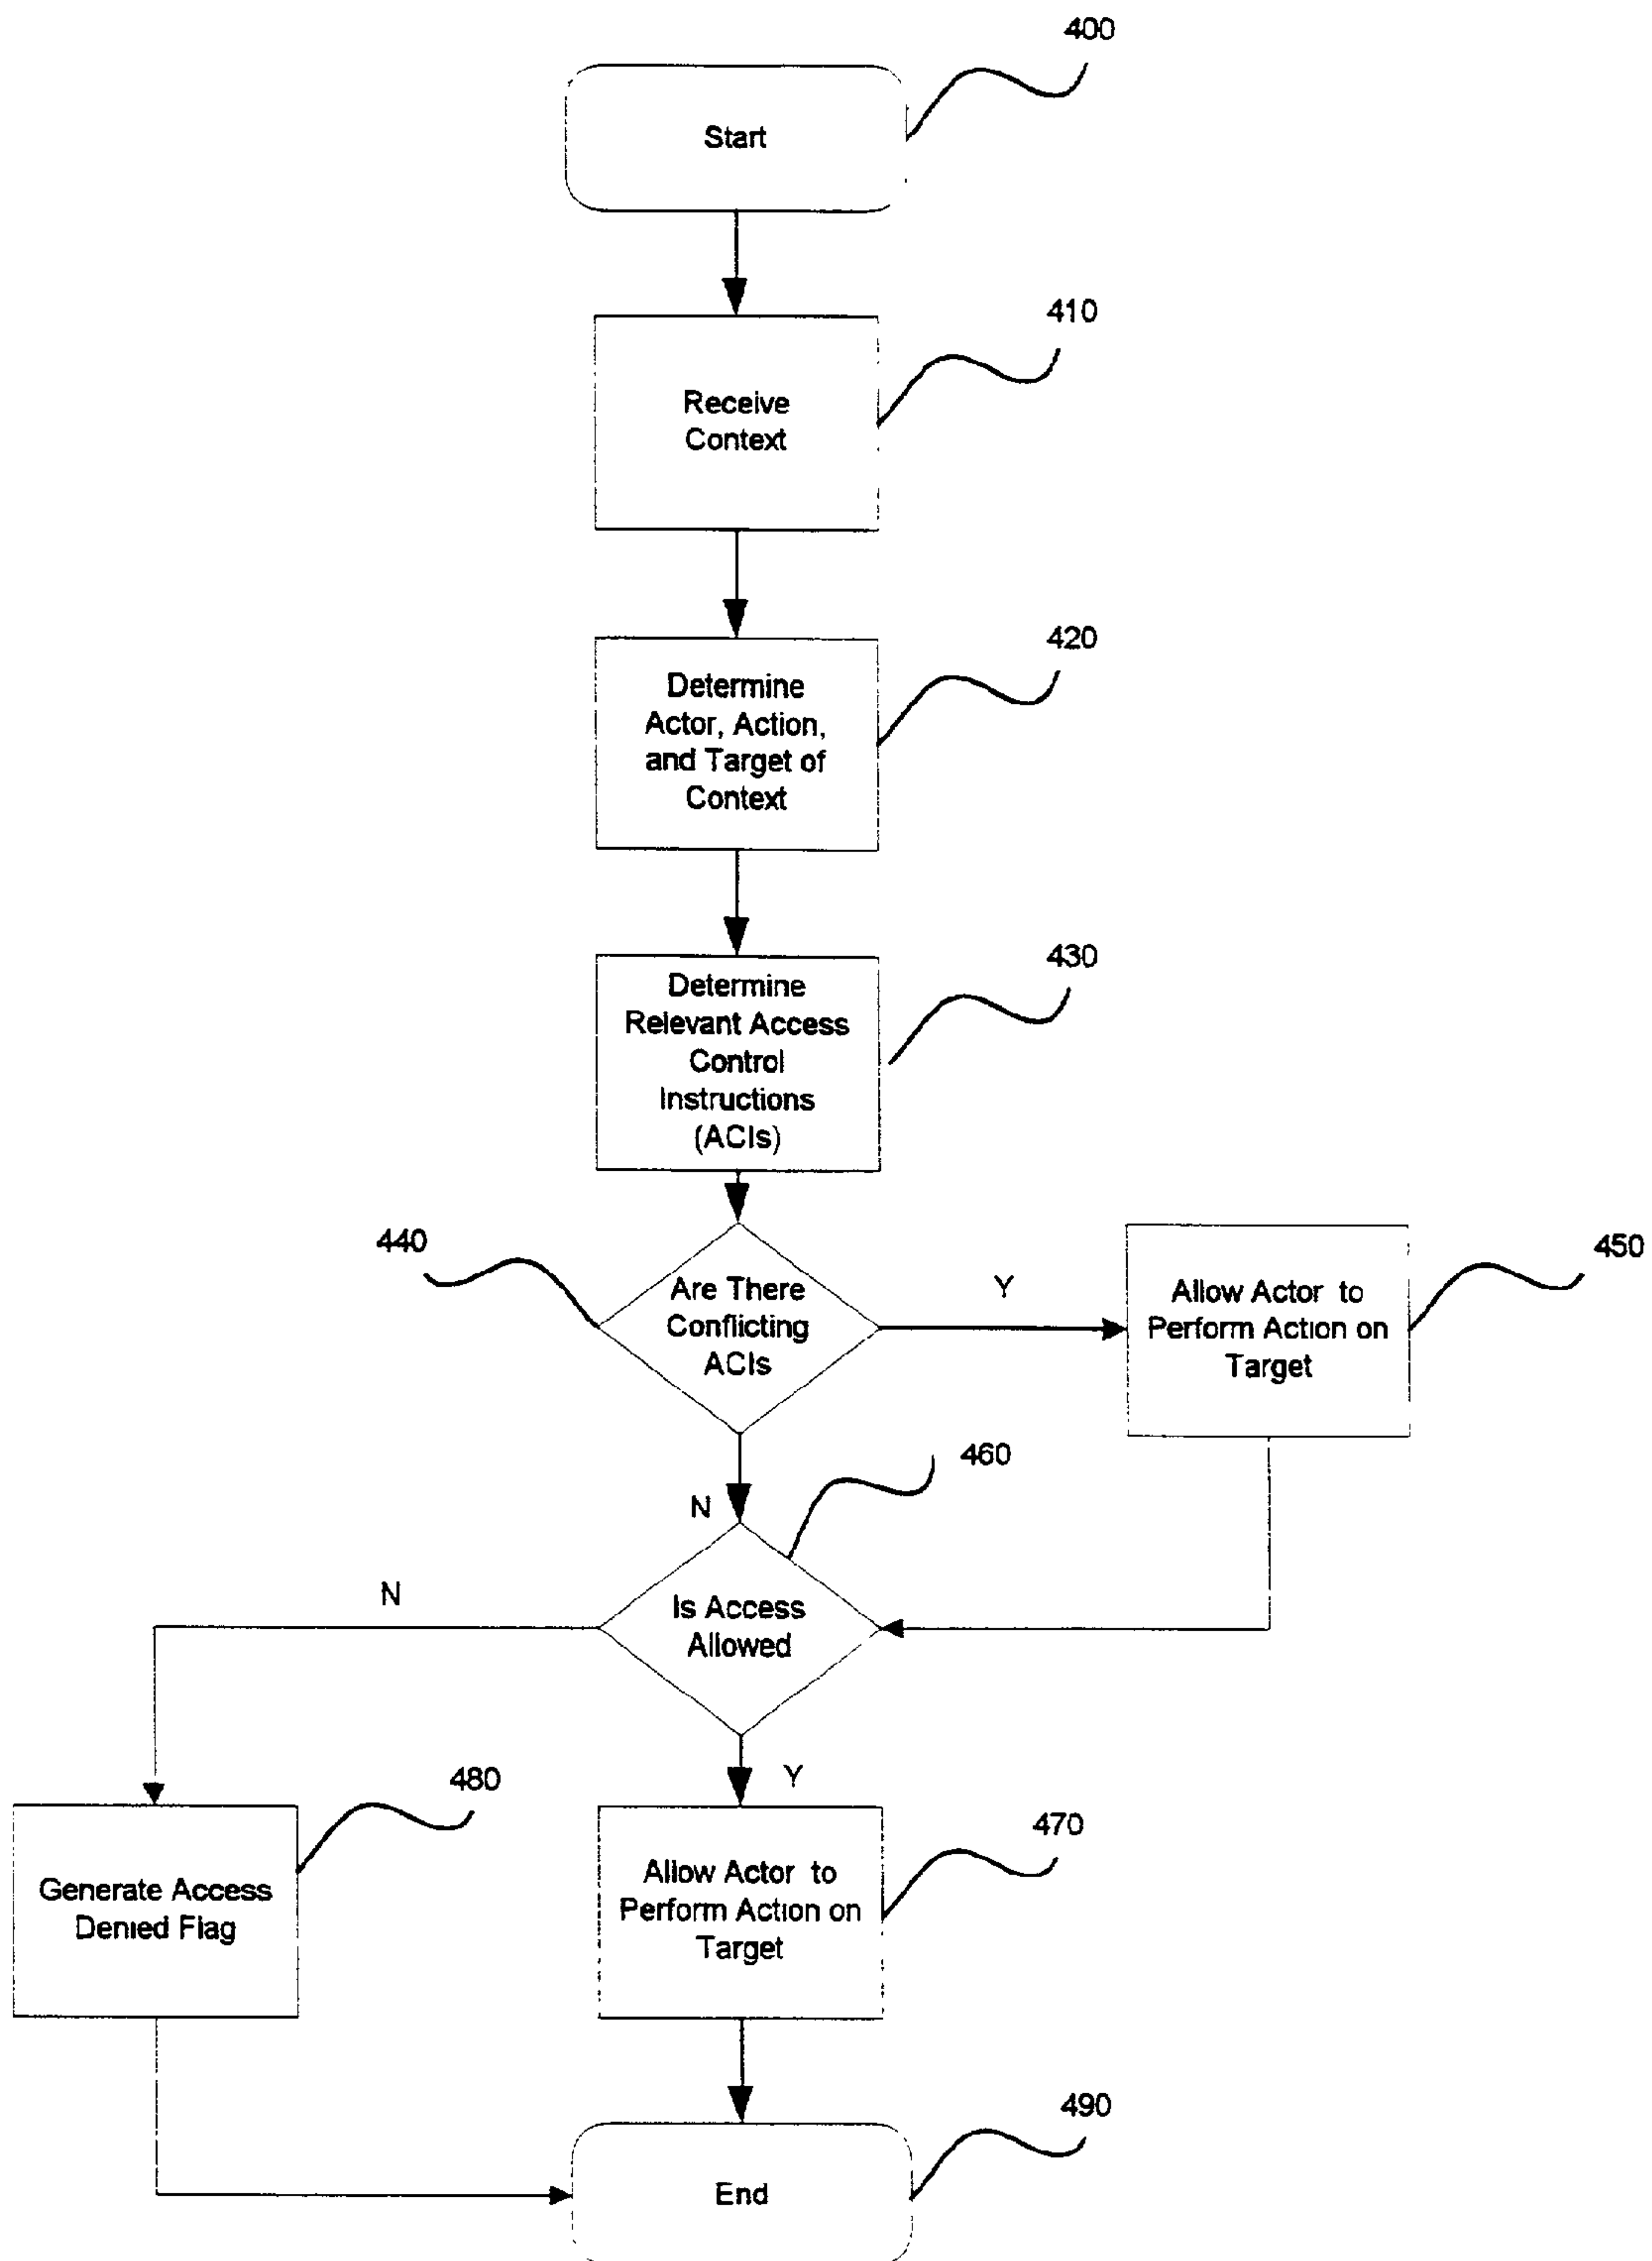 400
Start
410
Receive
Context
420
Determine
Actor, Action,
and Target of
Context
430
Determine
Relevant Access
Control
Instructions
(ACIs)
440
Are There
Conflicting
ACIs
Y
450
Allow Actor to
Perform Action on
Target
460
N
Is Access
Allowed
N
Y
480
Generate Access
Denied Flag
470
Allow Actor to
Perform Action on
Target
490
End